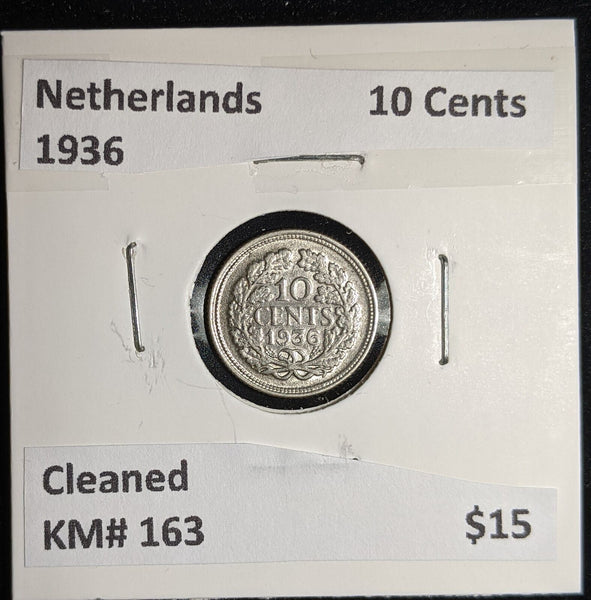 Netherlands 10 Cents
1936
10
CENTS
1936
Cleaned
KM# 163 $15